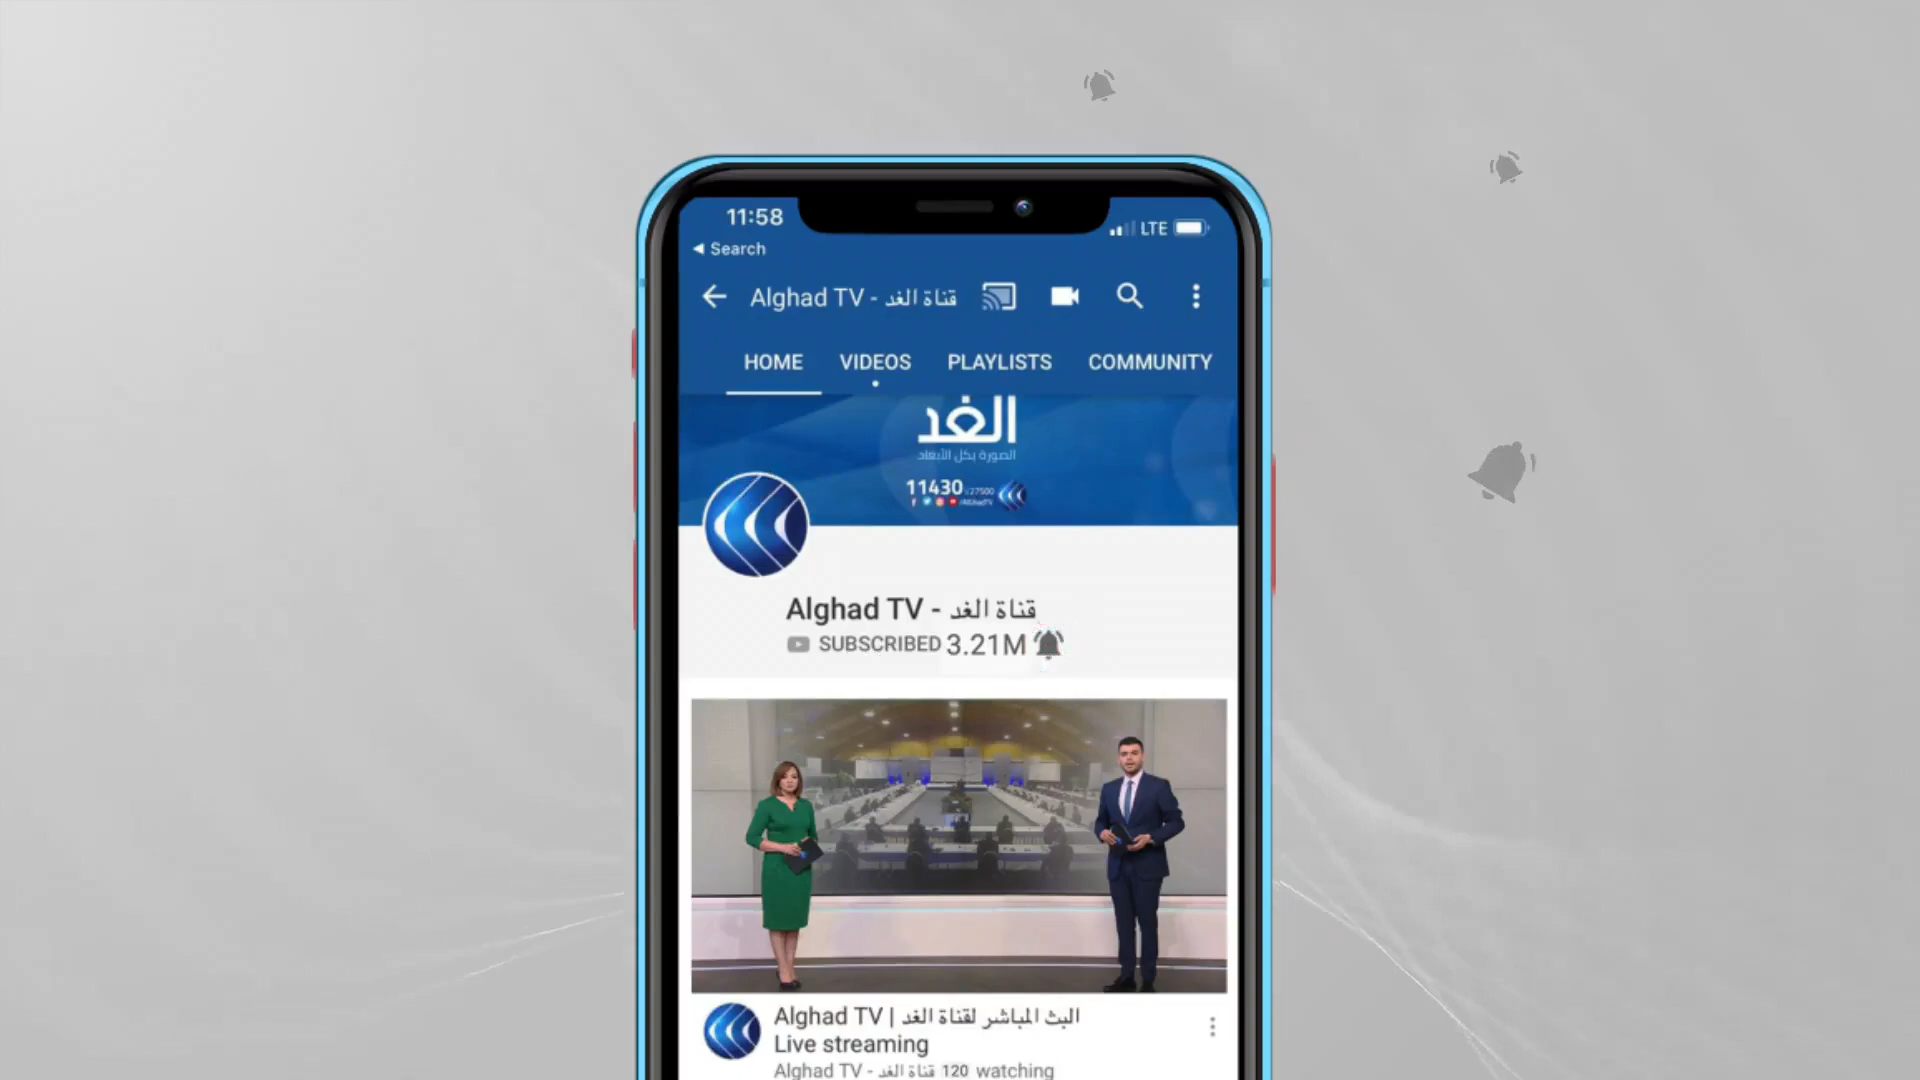 11:58
LTE
Search
Alghad TV - قناة الغد
HOME VIDEOS PLAYLISTS COMMUNITY
الغد
الصورة بكل الأبعاد
11430
27500
/AlGhadTV
Alghad TV - قناة الغد
SUBSCRIBED 3.21M
Alghad TV | البث المباشر لقناة الغد
Live streaming
Alghad TV - قناة الغد 120 watching